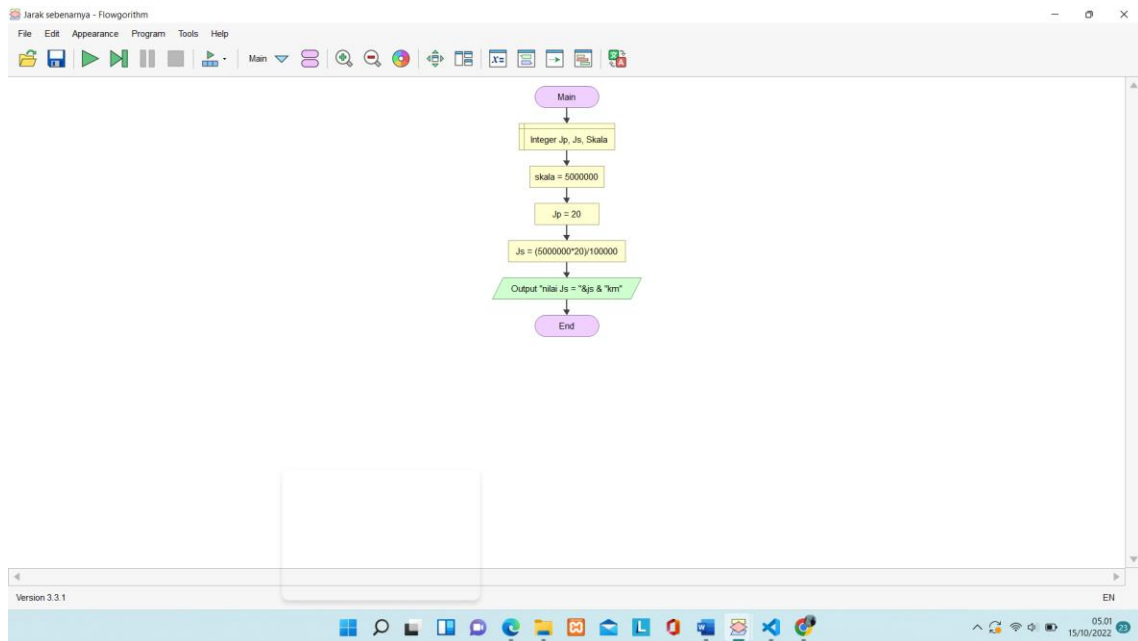 Jarak sebenarnya - Flowgorithm
File Edit Appearance Program Tools Help
Main
Main
Integer Jp, Js, Skala
skala = 5000000
Jp = 20
Js = (5000000*20)/100000
Output "nilai Js = "&js & "km"
End
Version 3.3.1
EN
05.01
15/10/2022
23